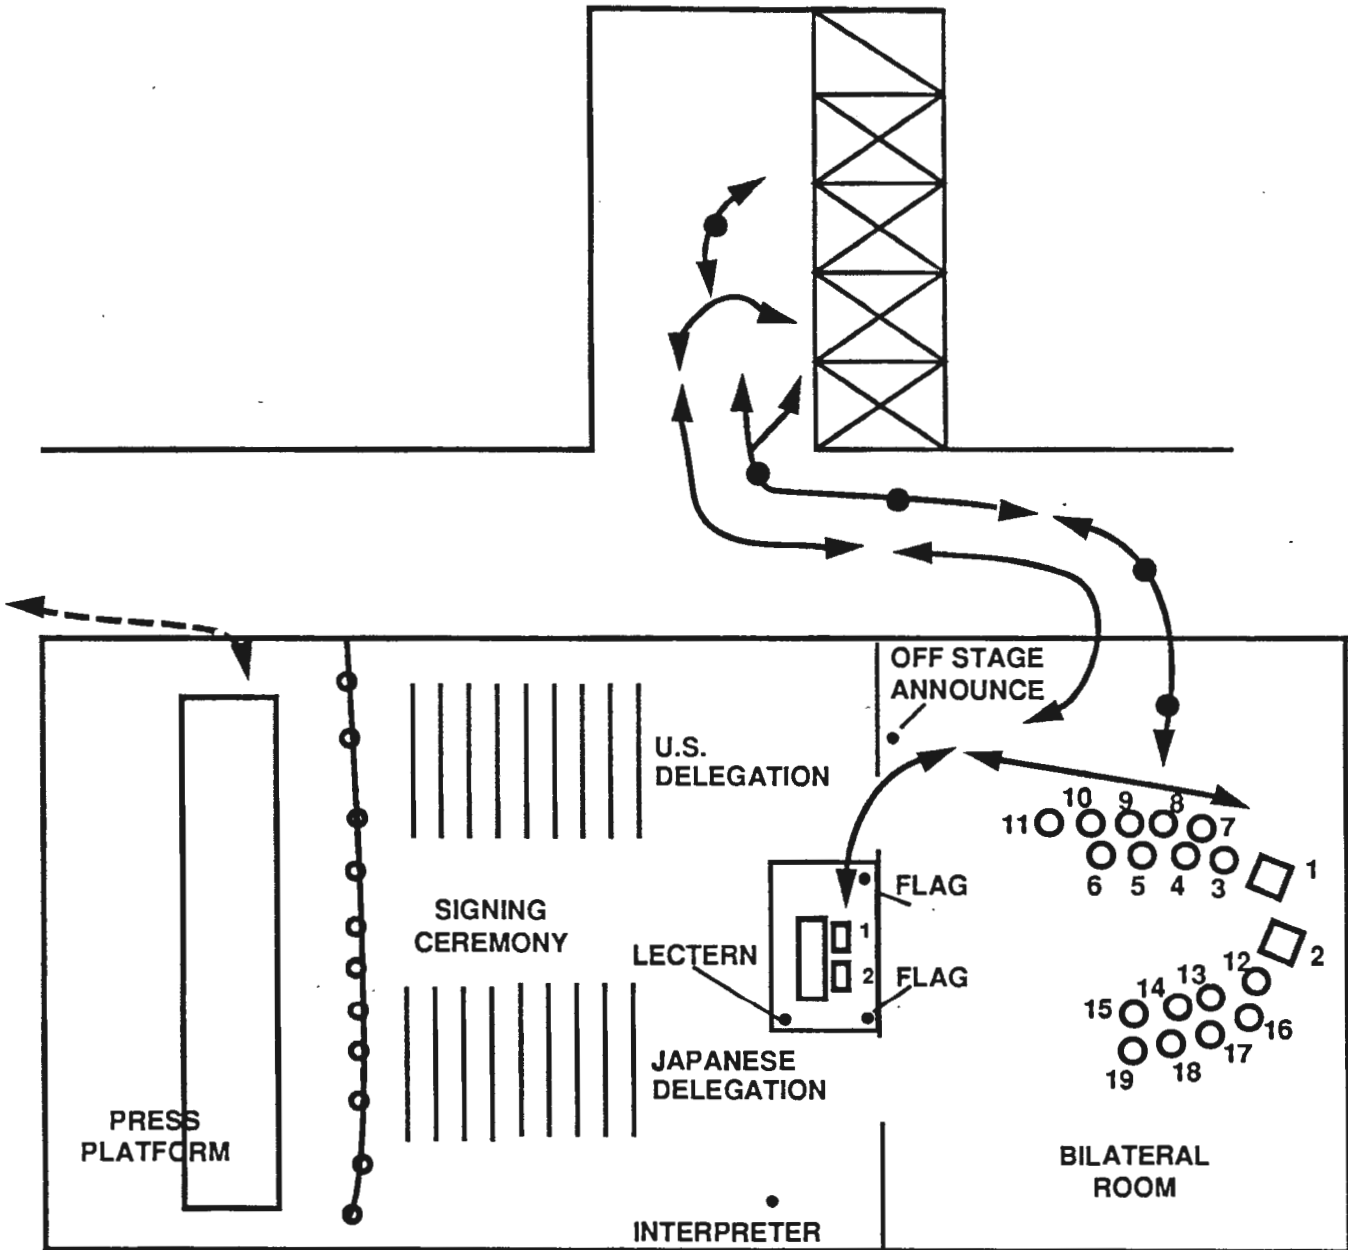 OFF STAGE
ANNOUNCE
U.S.
DELEGATION
10 9 8
11 7
6 5 4 3
1
FLAG
SIGNING
CEREMONY
1
LECTERN
2
FLAG
2
12
13
14
15
16
17
18
19
JAPANESE
DELEGATION
PRESS
PLATFORM
BILATERAL
ROOM
INTERPRETER